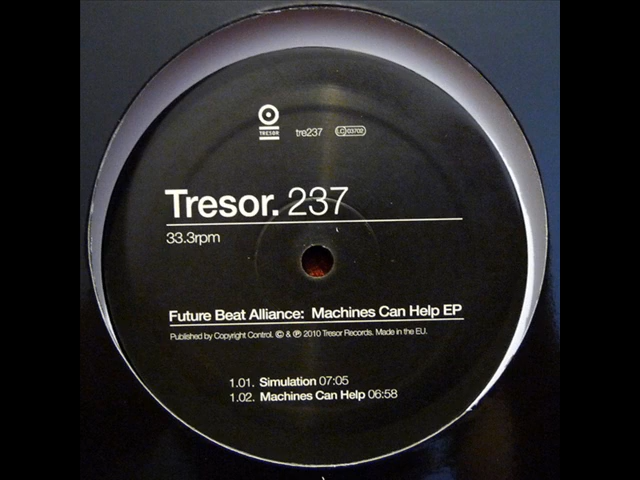 TRESOR
tre237
LC 03702
Tresor. 237
33.3rpm
Future Beat Alliance: Machines Can Help EP
Published by Copyright Control. © & ℗ 2010 Tresor Records. Made in the EU.
1.01. Simulation 07:05
1.02. Machines Can Help 06:58